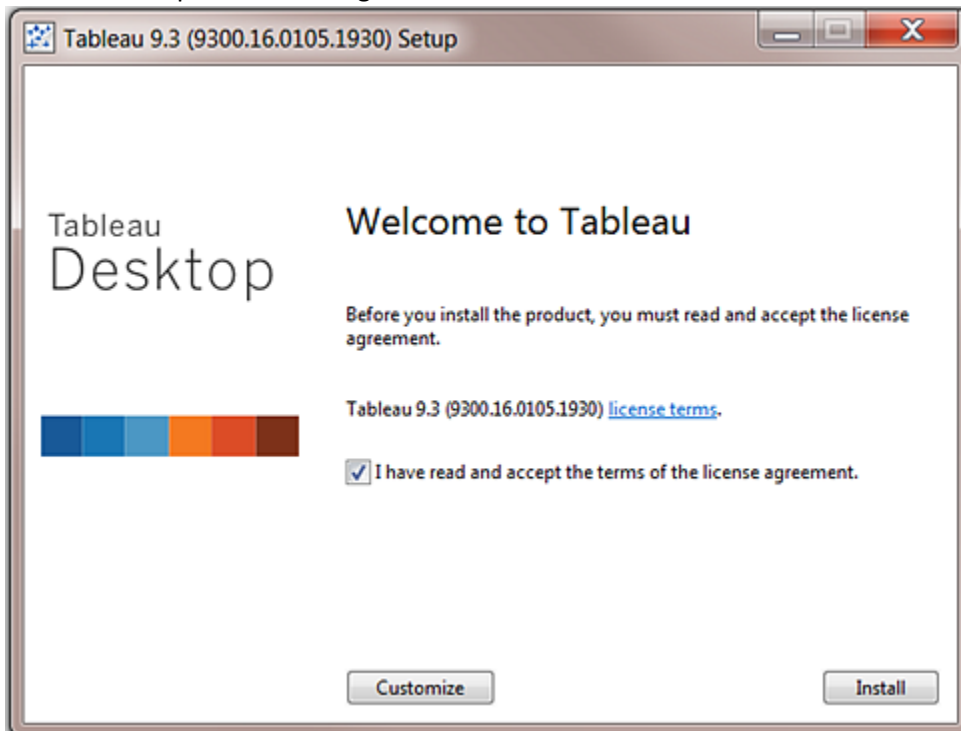 Tableau 9.3 (9300.16.0105.1930) Setup
Tableau
Desktop
Welcome to Tableau
Before you install the product, you must read and accept the license
agreement.
Tableau 9.3 (9300.16.0105.1930) license terms.
I have read and accept the terms of the license agreement.
Customize
Install